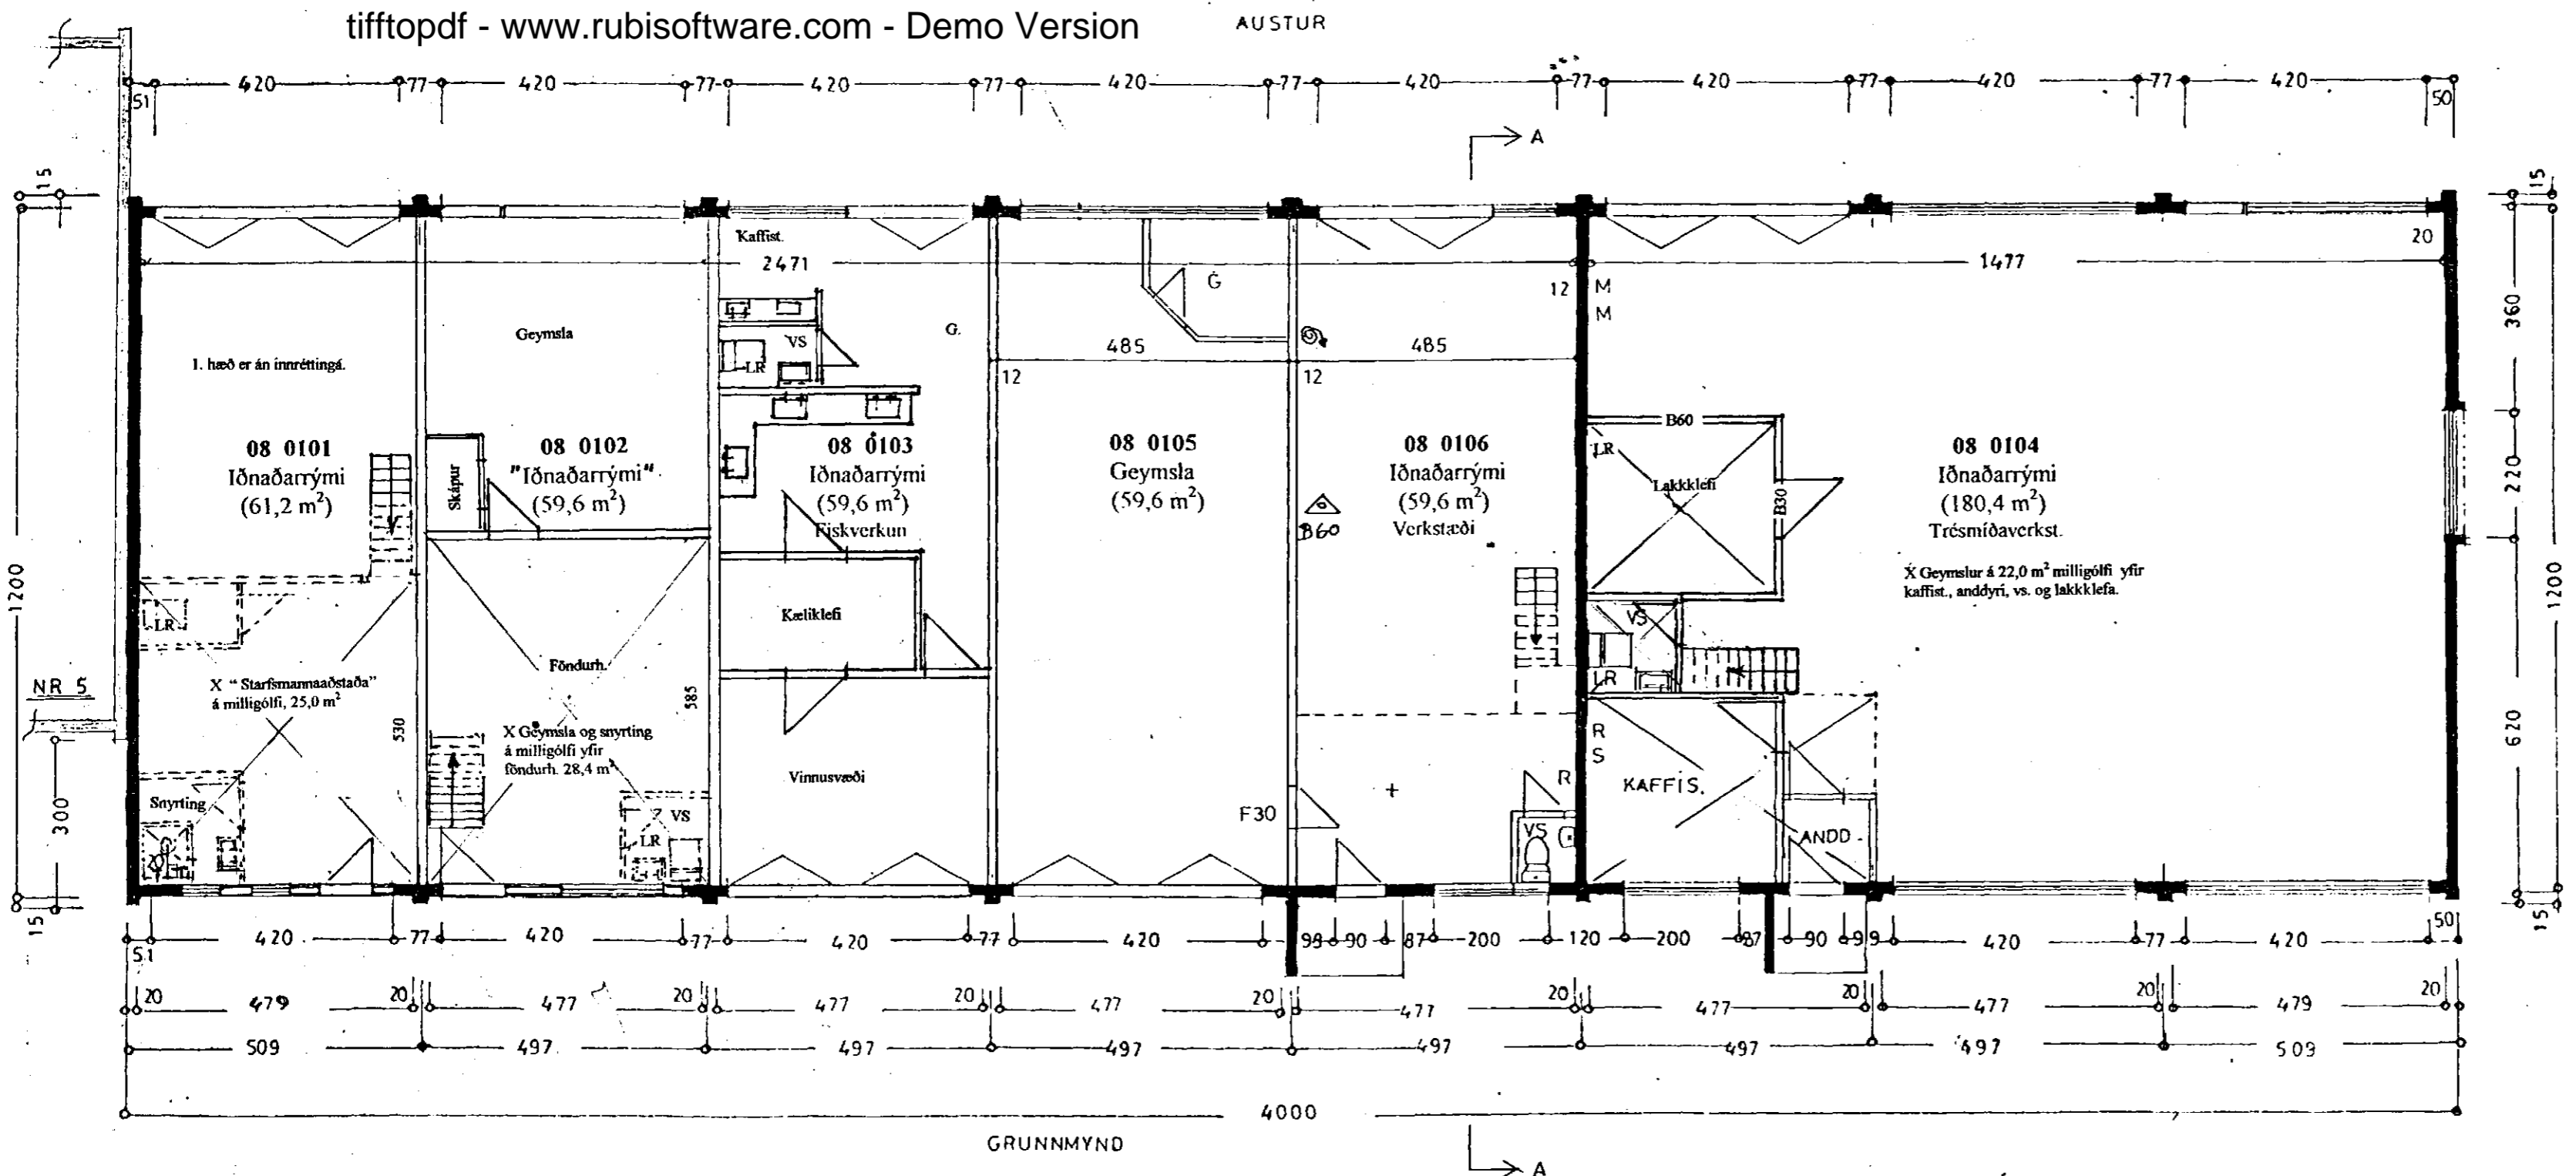 tifftopdf - www.rubisoftware.com - Demo Version
AUSTUR
51 420 77 420 77 420 77 420 77 420 77 420 77 420 77 420 50
A
15
15
Kaffist.
2471
1477
20
12
M
M
G
G.
VS
LR
485
485
12
12
360
Geymsla
1. hæð er án innréttingá.
08 0101
Iðnaðarrými
(61,2 m²)
Skápur
08 0102
"Iðnaðarrými"
(59,6 m²)
08 0103
Iðnaðarrými
(59,6 m²)
Fiskverkun
08 0105
Geymsla
(59,6 m²)
08 0106
Iðnaðarrými
(59,6 m²)
Verkstæði
B60
B60
LR
Lakkklefi
B30
08 0104
Iðnaðarrými
(180,4 m²)
Trésmíðaverkst.
X Geymslur á 22,0 m² milligólfi yfir
kaffist., anddyri, vs. og lakkklefa.
220
1200
1200
LR
Kæliklefi
VS
LR
NR 5
X “ Starfsmannaaðstaða”
á milligólfi, 25,0 m²
530
Föndurh.
585
X Geymsla og snyrting
á milligólfi yfir
föndurh. 28,4 m²
Vinnusvæði
R
S
R
KAFFIS.
620
Snyrting
VS
LR
F30
VS
ANDD
300
15
15
51 420 77 420 77 420 77 420 98 90 87 200 120 200 87 90 99 420 77 420 50
20 479 20 477 20 477 20 477 20 477 20 477 20 477 20 479 20
509 497 497 497 497 497 497 509
4000
GRUNNMYND
A